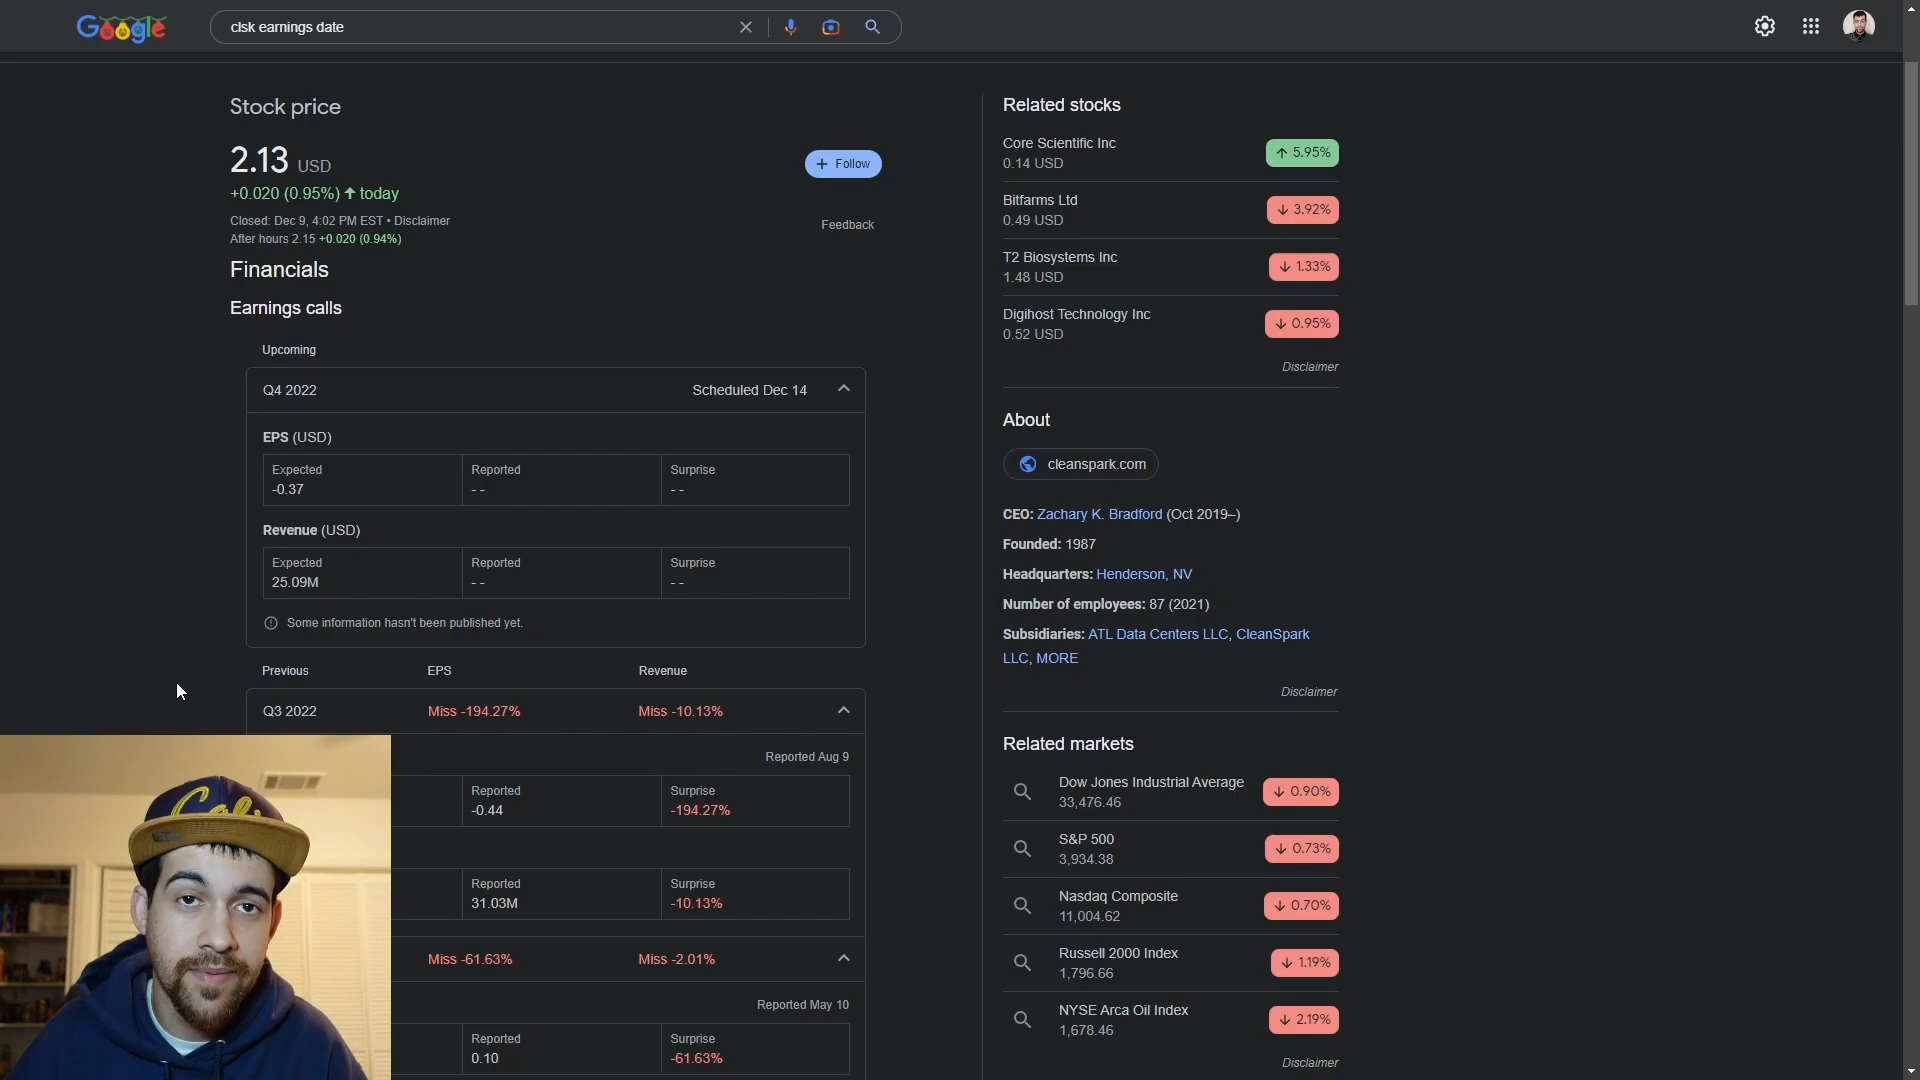 Google
clsk earnings date
Stock price
2.13 USD
+ Follow
+0.020 (0.95%) ↑ today
Closed: Dec 9, 4:02 PM EST • Disclaimer
Feedback
After hours 2.15 +0.020 (0.94%)
Financials
Earnings calls
Upcoming
Q4 2022 Scheduled Dec 14
EPS (USD)
Expected Reported Surprise
-0.37 - - - -
Revenue (USD)
Expected Reported Surprise
25.09M - - - -
Some information hasn't been published yet.
Previous EPS Revenue
Q3 2022 Miss -194.27% Miss -10.13%
Reported Aug 9
Reported Surprise
-0.44 -194.27%
Reported Surprise
31.03M -10.13%
Miss -61.63% Miss -2.01%
Reported May 10
Reported Surprise
0.10 -61.63%
Related stocks
Core Scientific Inc
0.14 USD
↑ 5.95%
Bitfarms Ltd
0.49 USD
↓ 3.92%
T2 Biosystems Inc
1.48 USD
↓ 1.33%
Digihost Technology Inc
0.52 USD
↓ 0.95%
Disclaimer
About
cleanspark.com
CEO: Zachary K. Bradford (Oct 2019–)
Founded: 1987
Headquarters: Henderson, NV
Number of employees: 87 (2021)
Subsidiaries: ATL Data Centers LLC, CleanSpark
LLC, MORE
Disclaimer
Related markets
Dow Jones Industrial Average
33,476.46
↓ 0.90%
S&P 500
3,934.38
↓ 0.73%
Nasdaq Composite
11,004.62
↓ 0.70%
Russell 2000 Index
1,796.66
↓ 1.19%
NYSE Arca Oil Index
1,678.46
↓ 2.19%
Disclaimer
Cal